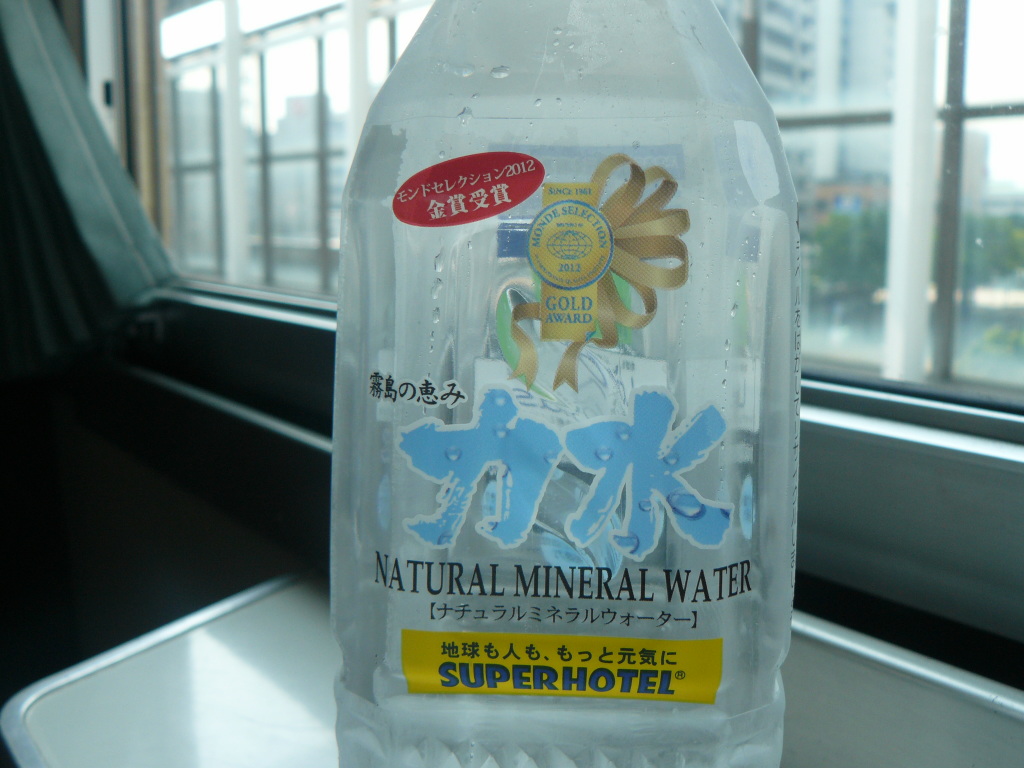 モンドセレクション2012
金賞受賞
SINCE 1961
MONDE SELECTION
2012
GOLD
AWARD
霧島の恵み
力水
NATURAL MINERAL WATER
【ナチュラルミネラルウォーター】
地球も人も、もっと元気に
SUPERHOTEL®